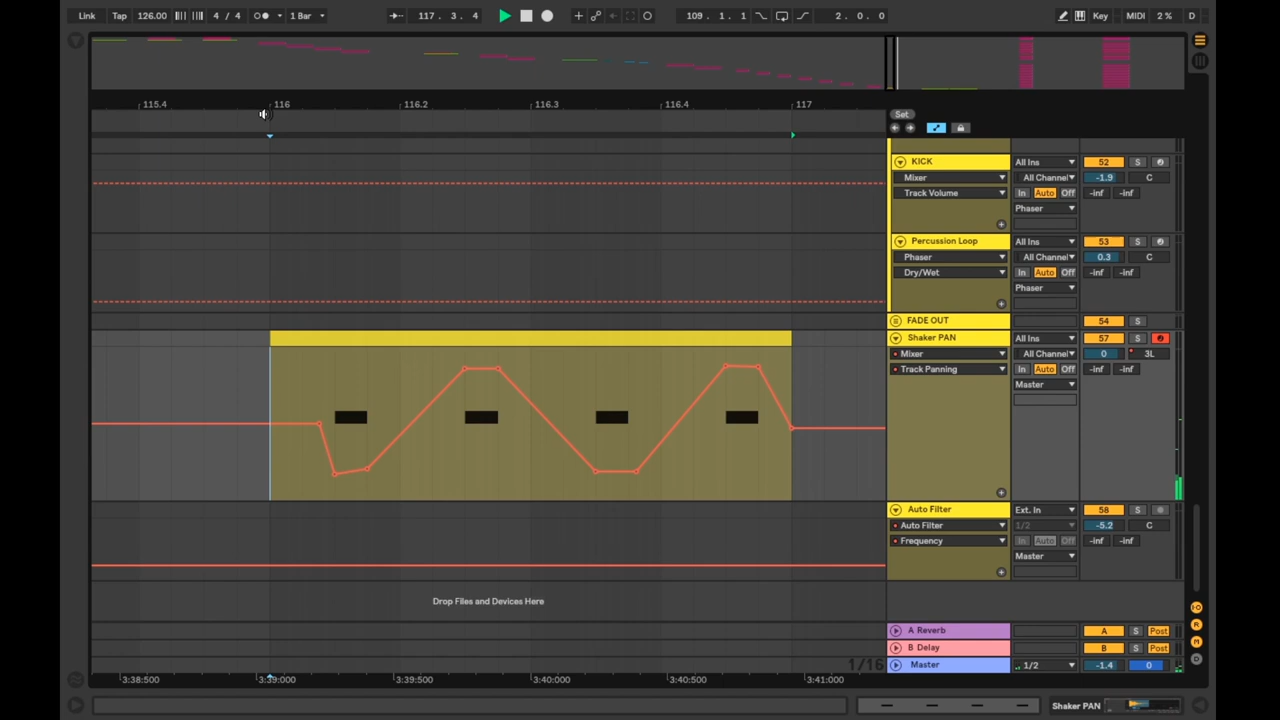 Link Tap 126.00 4 / 4 1 Bar 117. 3. 4 109. 1. 1 2. 0. 0 Key MIDI 2 % D
115.4 116 116.2 116.3 116.4 117
Set
KICK All Ins 52 S
Mixer All Channel -1.9 C
Track Volume In Auto Off -inf -inf
Phaser
Percussion Loop All Ins 53 S
Phaser All Channel 0.3 C
Dry/Wet In Auto Off -inf -inf
Phaser
FADE OUT 54 S
Shaker PAN All Ins 57 S
Mixer All Channel 0 3L
Track Panning In Auto Off -inf -inf
Master
Auto Filter Ext. In 58 S
Auto Filter 1/2 -5.2 C
Frequency In Auto Off -inf -inf
Master
Drop Files and Devices Here
I·O
A Reverb A S Post R
B Delay B S Post M
1/16 Master 1/2 -1.4 0 D
3:38:500 3:39:000 3:39:500 3:40:000 3:40:500 3:41:000
Shaker PAN